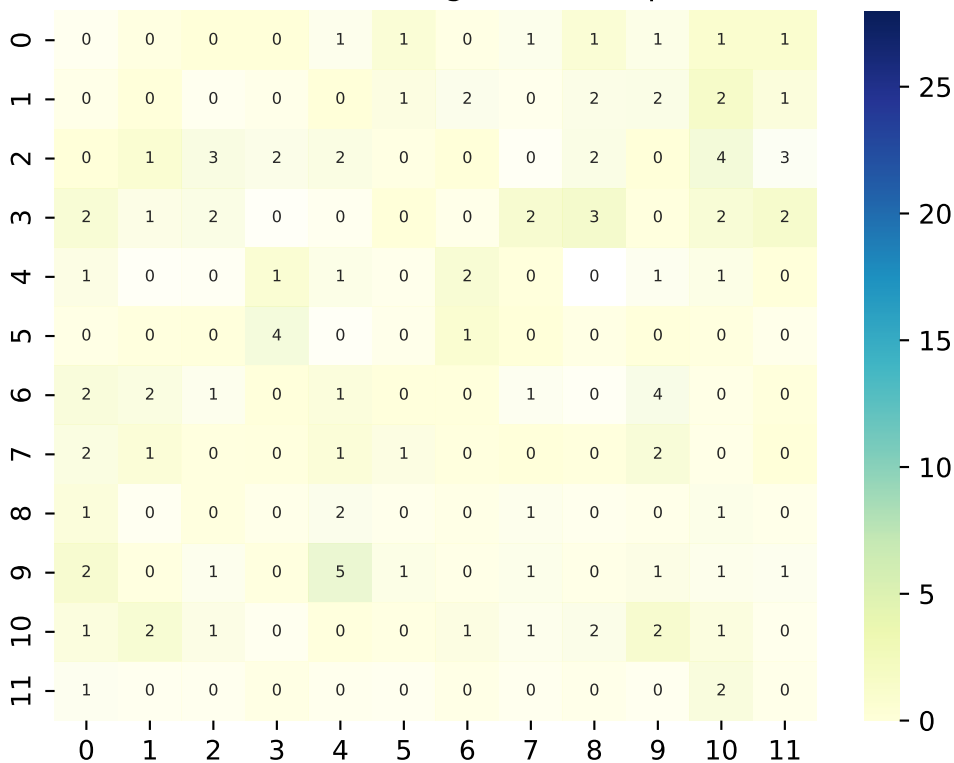 0 0 0 0 0 1 1 0 1 1 1 1 1
1 0 0 0 0 0 1 2 0 2 2 2 1
2 0 1 3 2 2 0 0 0 2 0 4 3
3 2 1 2 0 0 0 0 2 3 0 2 2
4 1 0 0 1 1 0 2 0 0 1 1 0
5 0 0 0 4 0 0 1 0 0 0 0 0
6 2 2 1 0 1 0 0 1 0 4 0 0
7 2 1 0 0 1 1 0 0 0 2 0 0
8 1 0 0 0 2 0 0 1 0 0 1 0
9 2 0 1 0 5 1 0 1 0 1 1 1
10 1 2 1 0 0 0 1 1 2 2 1 0
11 1 0 0 0 0 0 0 0 0 0 2 0
0 1 2 3 4 5 6 7 8 9 10 11
25
20
15
10
5
0